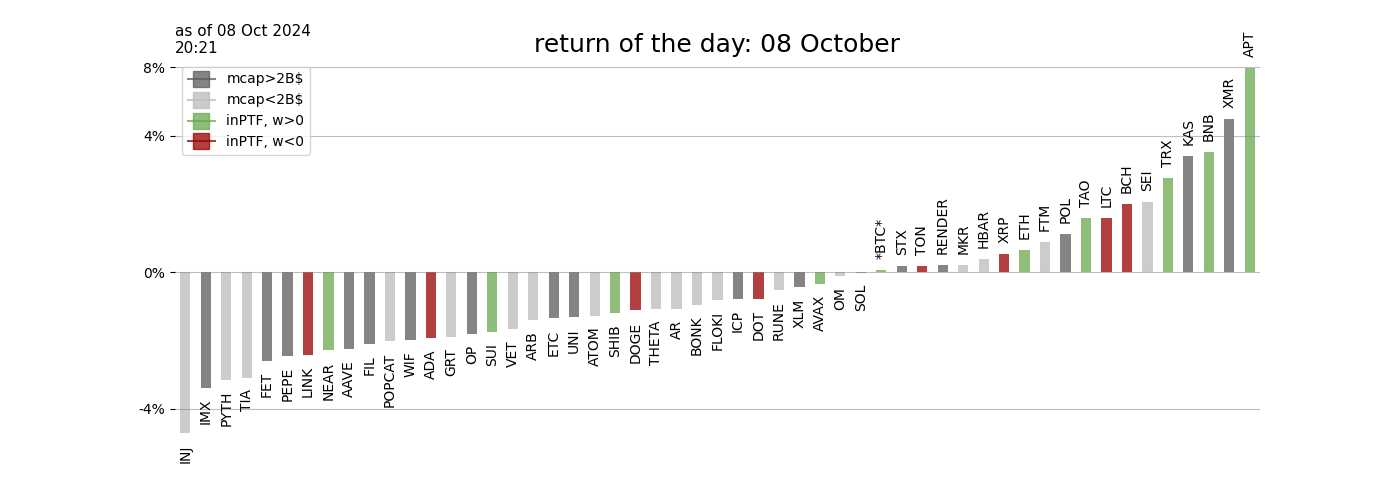 as of 08 Oct 2024
20:21
return of the day: 08 October
8%
4%
0%
-4%
mcap>2B$
mcap<2B$
inPTF, w>0
inPTF, w<0
INJ
IMX
PYTH
TIA
FET
PEPE
LINK
NEAR
AAVE
FIL
POPCAT
WIF
ADA
GRT
OP
SUI
VET
ARB
ETC
UNI
ATOM
SHIB
DOGE
THETA
AR
BONK
FLOKI
ICP
DOT
RUNE
XLM
AVAX
OM
SOL
*BTC*
STX
TON
RENDER
MKR
HBAR
XRP
ETH
FTM
POL
TAO
LTC
BCH
SEI
TRX
KAS
BNB
XMR
APT